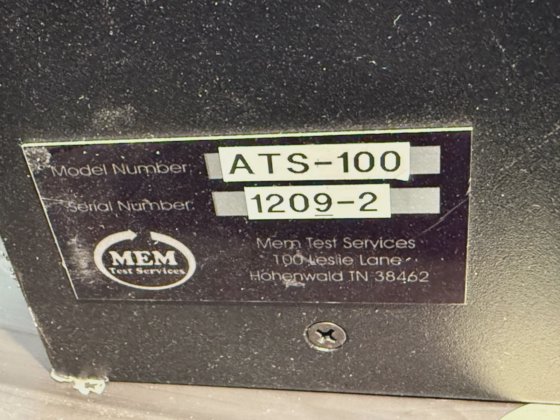 Model Number: ATS-100
Serial Number: 1209-2
MEM
Test Services
Mem Test Services
100 Leslie Lane
Hohenwald TN 38462